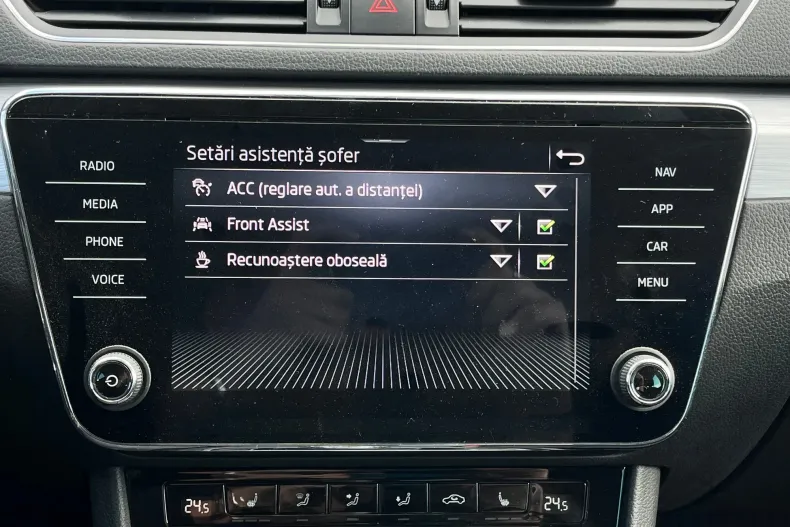 Setări asistență șofer
RADIO
MEDIA
PHONE
VOICE
ACC (reglare aut. a distanței)
Front Assist
Recunoaștere oboseală
NAV
APP
CAR
MENU
24.5
24.5